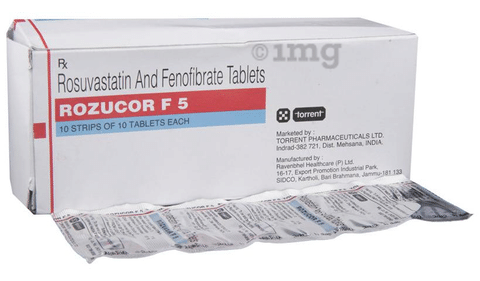 ©1mg
Rx
Rosuvastatin And Fenofibrate Tablets
ROZUCOR F 5
10 STRIPS OF 10 TABLETS EACH
torrent
Marketed by :
TORRENT PHARMACEUTICALS LTD.
Indrad-382 721, Dist. Mehsana, INDIA.
Manufactured by :
Ravenbhel Healthcare (P) Ltd.
16-17, Export Promotion Industrial Park,
SIDCO, Kartholi, Bari Brahmana, Jammu-181 133
ROZUCOR F